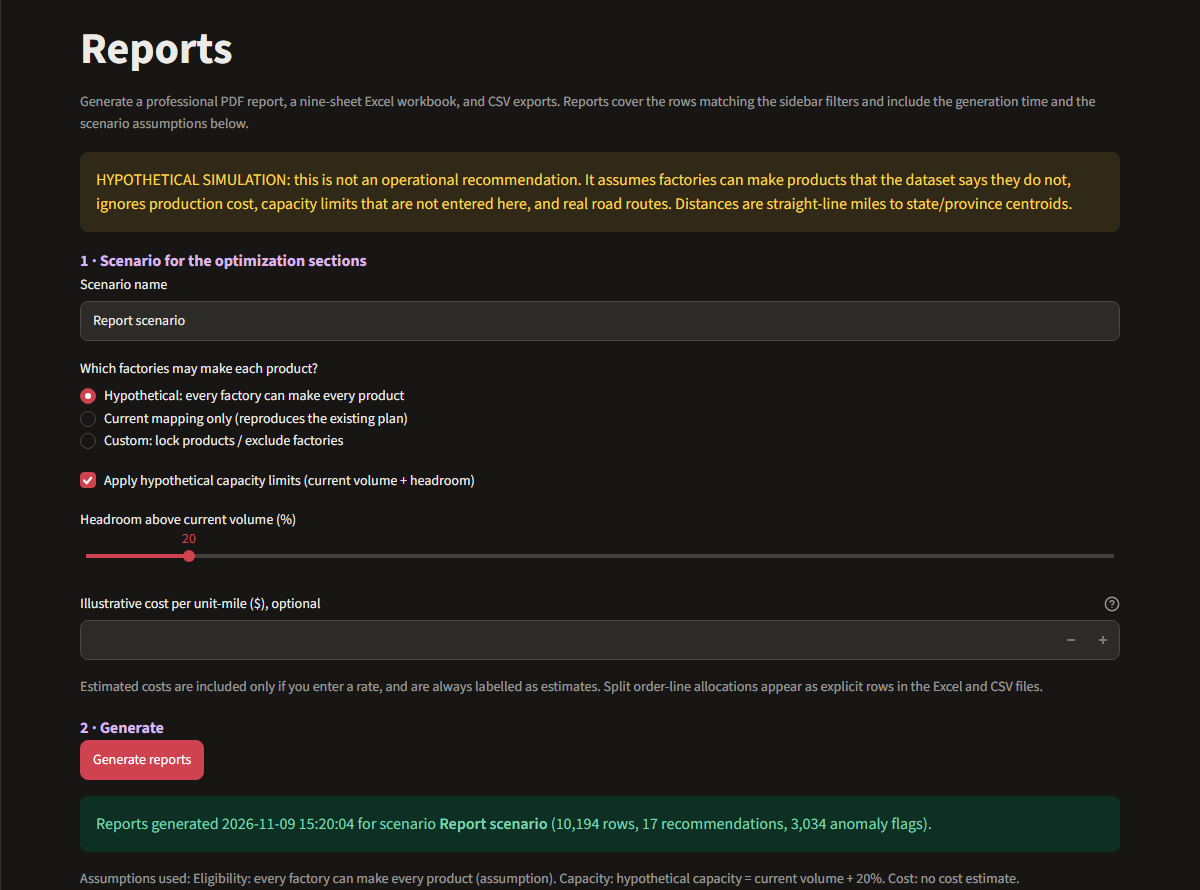 Reports
Generate a professional PDF report, a nine-sheet Excel workbook, and CSV exports. Reports cover the rows matching the sidebar filters and include the generation time and the
scenario assumptions below.
HYPOTHETICAL SIMULATION: this is not an operational recommendation. It assumes factories can make products that the dataset says they do not,
ignores production cost, capacity limits that are not entered here, and real road routes. Distances are straight-line miles to state/province centroids.
1 · Scenario for the optimization sections
Scenario name
Report scenario
Which factories may make each product?
Hypothetical: every factory can make every product
Current mapping only (reproduces the existing plan)
Custom: lock products / exclude factories
Apply hypothetical capacity limits (current volume + headroom)
Headroom above current volume (%)
20
Illustrative cost per unit-mile ($), optional
Estimated costs are included only if you enter a rate, and are always labelled as estimates. Split order-line allocations appear as explicit rows in the Excel and CSV files.
2 · Generate
Generate reports
Reports generated 2026-11-09 15:20:04 for scenario Report scenario (10,194 rows, 17 recommendations, 3,034 anomaly flags).
Assumptions used: Eligibility: every factory can make every product (assumption). Capacity: hypothetical capacity = current volume + 20%. Cost: no cost estimate.